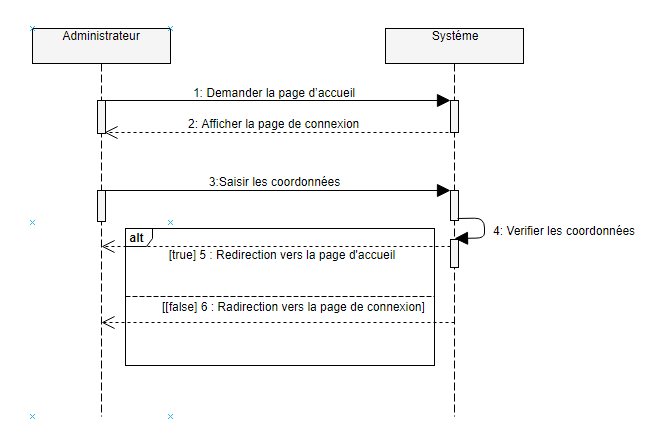 Administrateur
Système
1: Demander la page d'accueil
2: Afficher la page de connexion
3:Saisir les coordonnées
4: Verifier les coordonnées
alt
[true] 5 : Redirection vers la page d'accueil
[[false] 6 : Radirection vers la page de connexion]